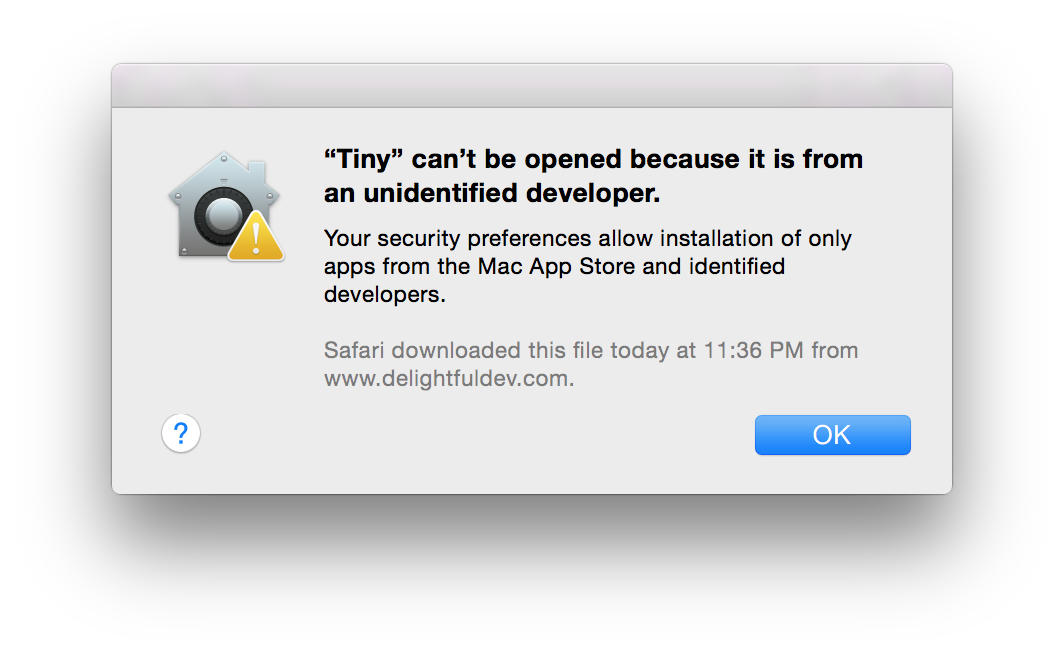 “Tiny” can’t be opened because it is from
an unidentified developer.
Your security preferences allow installation of only
apps from the Mac App Store and identified
developers.
Safari downloaded this file today at 11:36 PM from
www.delightfuldev.com.
?
OK